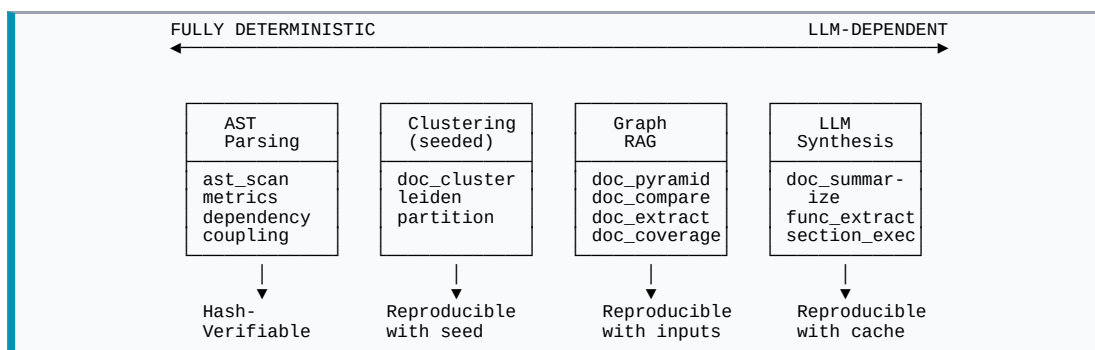 FULLY DETERMINISTIC LLM-DEPENDENT
AST Clustering Graph LLM
Parsing (seeded) RAG Synthesis
ast_scan doc_cluster doc_pyramid doc_summar-
metrics leiden doc_compare ize
dependency partition doc_extract func_extract
coupling doc_coverage section_exec
Hash- Reproducible Reproducible Reproducible
Verifiable with seed with inputs with cache